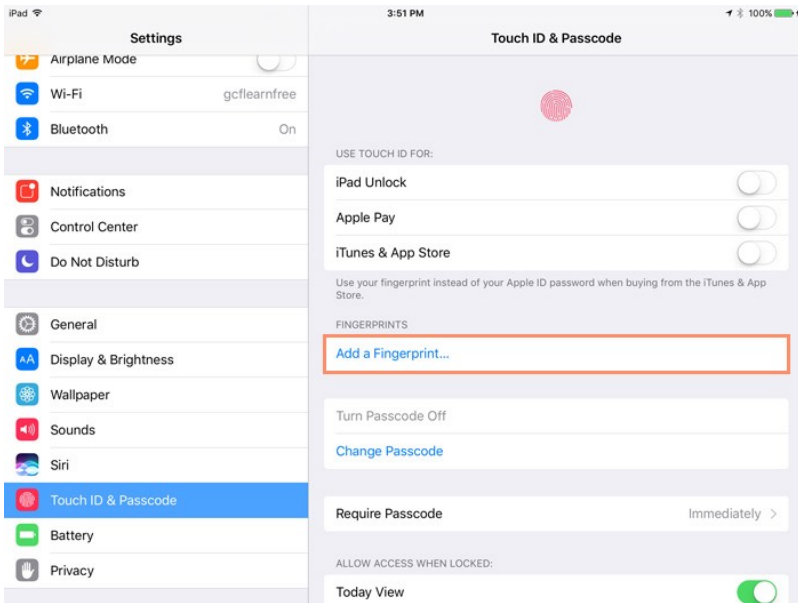 iPad
3:51 PM
100%
Settings
Touch ID & Passcode
Airplane Mode
Wi-Fi
gcflearnfree
Bluetooth
On
Notifications
Control Center
Do Not Disturb
General
AA
Display & Brightness
Wallpaper
Sounds
Siri
Touch ID & Passcode
Battery
Privacy
USE TOUCH ID FOR:
iPad Unlock
Apple Pay
iTunes & App Store
Use your fingerprint instead of your Apple ID password when buying from the iTunes & App
Store.
FINGERPRINTS
Add a Fingerprint...
Turn Passcode Off
Change Passcode
Require Passcode
Immediately
ALLOW ACCESS WHEN LOCKED:
Today View